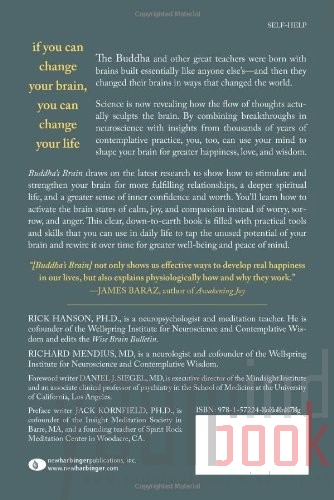 Copyrighted Material
SELF-HELP
if you can
change
your brain,
you can
change
your life
The Buddha and other great teachers were born with
brains built essentially like anyone else's—and then they
changed their brains in ways that changed the world.
Science is now revealing how the flow of thoughts actu-
ally sculpts the brain. By combining breakthroughs in
neuroscience with insights from thousands of years of
contemplative practice, you, too, can use your mind to
shape your brain for greater happiness, love, and wisdom.
Buddha's Brain draws on the latest research to show how to stimulate and
strengthen your brain for more fulfilling relationships, a deeper spiritual
life, and a greater sense of inner confidence and worth. You'll learn how to
activate the brain states of calm, joy, and compassion instead of worry, sor-
row, and anger. This clear, down-to-earth book is filled with practical tools
and skills that you can use in daily life to tap the unused potential of your
brain and rewire it over time for greater well-being and peace of mind.
"[Buddha's Brain] not only shows us effective ways to develop real happiness
in our lives, but also explains physiologically how and why they work."
—JAMES BARAZ, author of Awakening Joy
RICK HANSON, PH.D., is a neuropsychologist and meditation teacher. He is
cofounder of the Wellspring Institute for Neuroscience and Contemplative Wis-
dom and edits the Wise Brain Bulletin.
RICHARD MENDIUS, MD, is a neurologist and cofounder of the Wellspring
Institute for Neuroscience and Contemplative Wisdom.
Foreword writer DANIEL J. SIEGEL, MD, is executive director of the Mindsight Institute
and an associate clinical professor of psychiatry in the School of Medicine at the University
of California, Los Angeles.
Preface writer JACK KORNFIELD, PH.D., is
cofounder of the Insight Meditation Society in
Barre, MA, and a founding teacher of Spirit Rock
Meditation Center in Woodacre, CA.
ISBN: 978-1-57224-
book
newharbingerpublications, inc.
www.newharbinger.com
Copyrighted Material